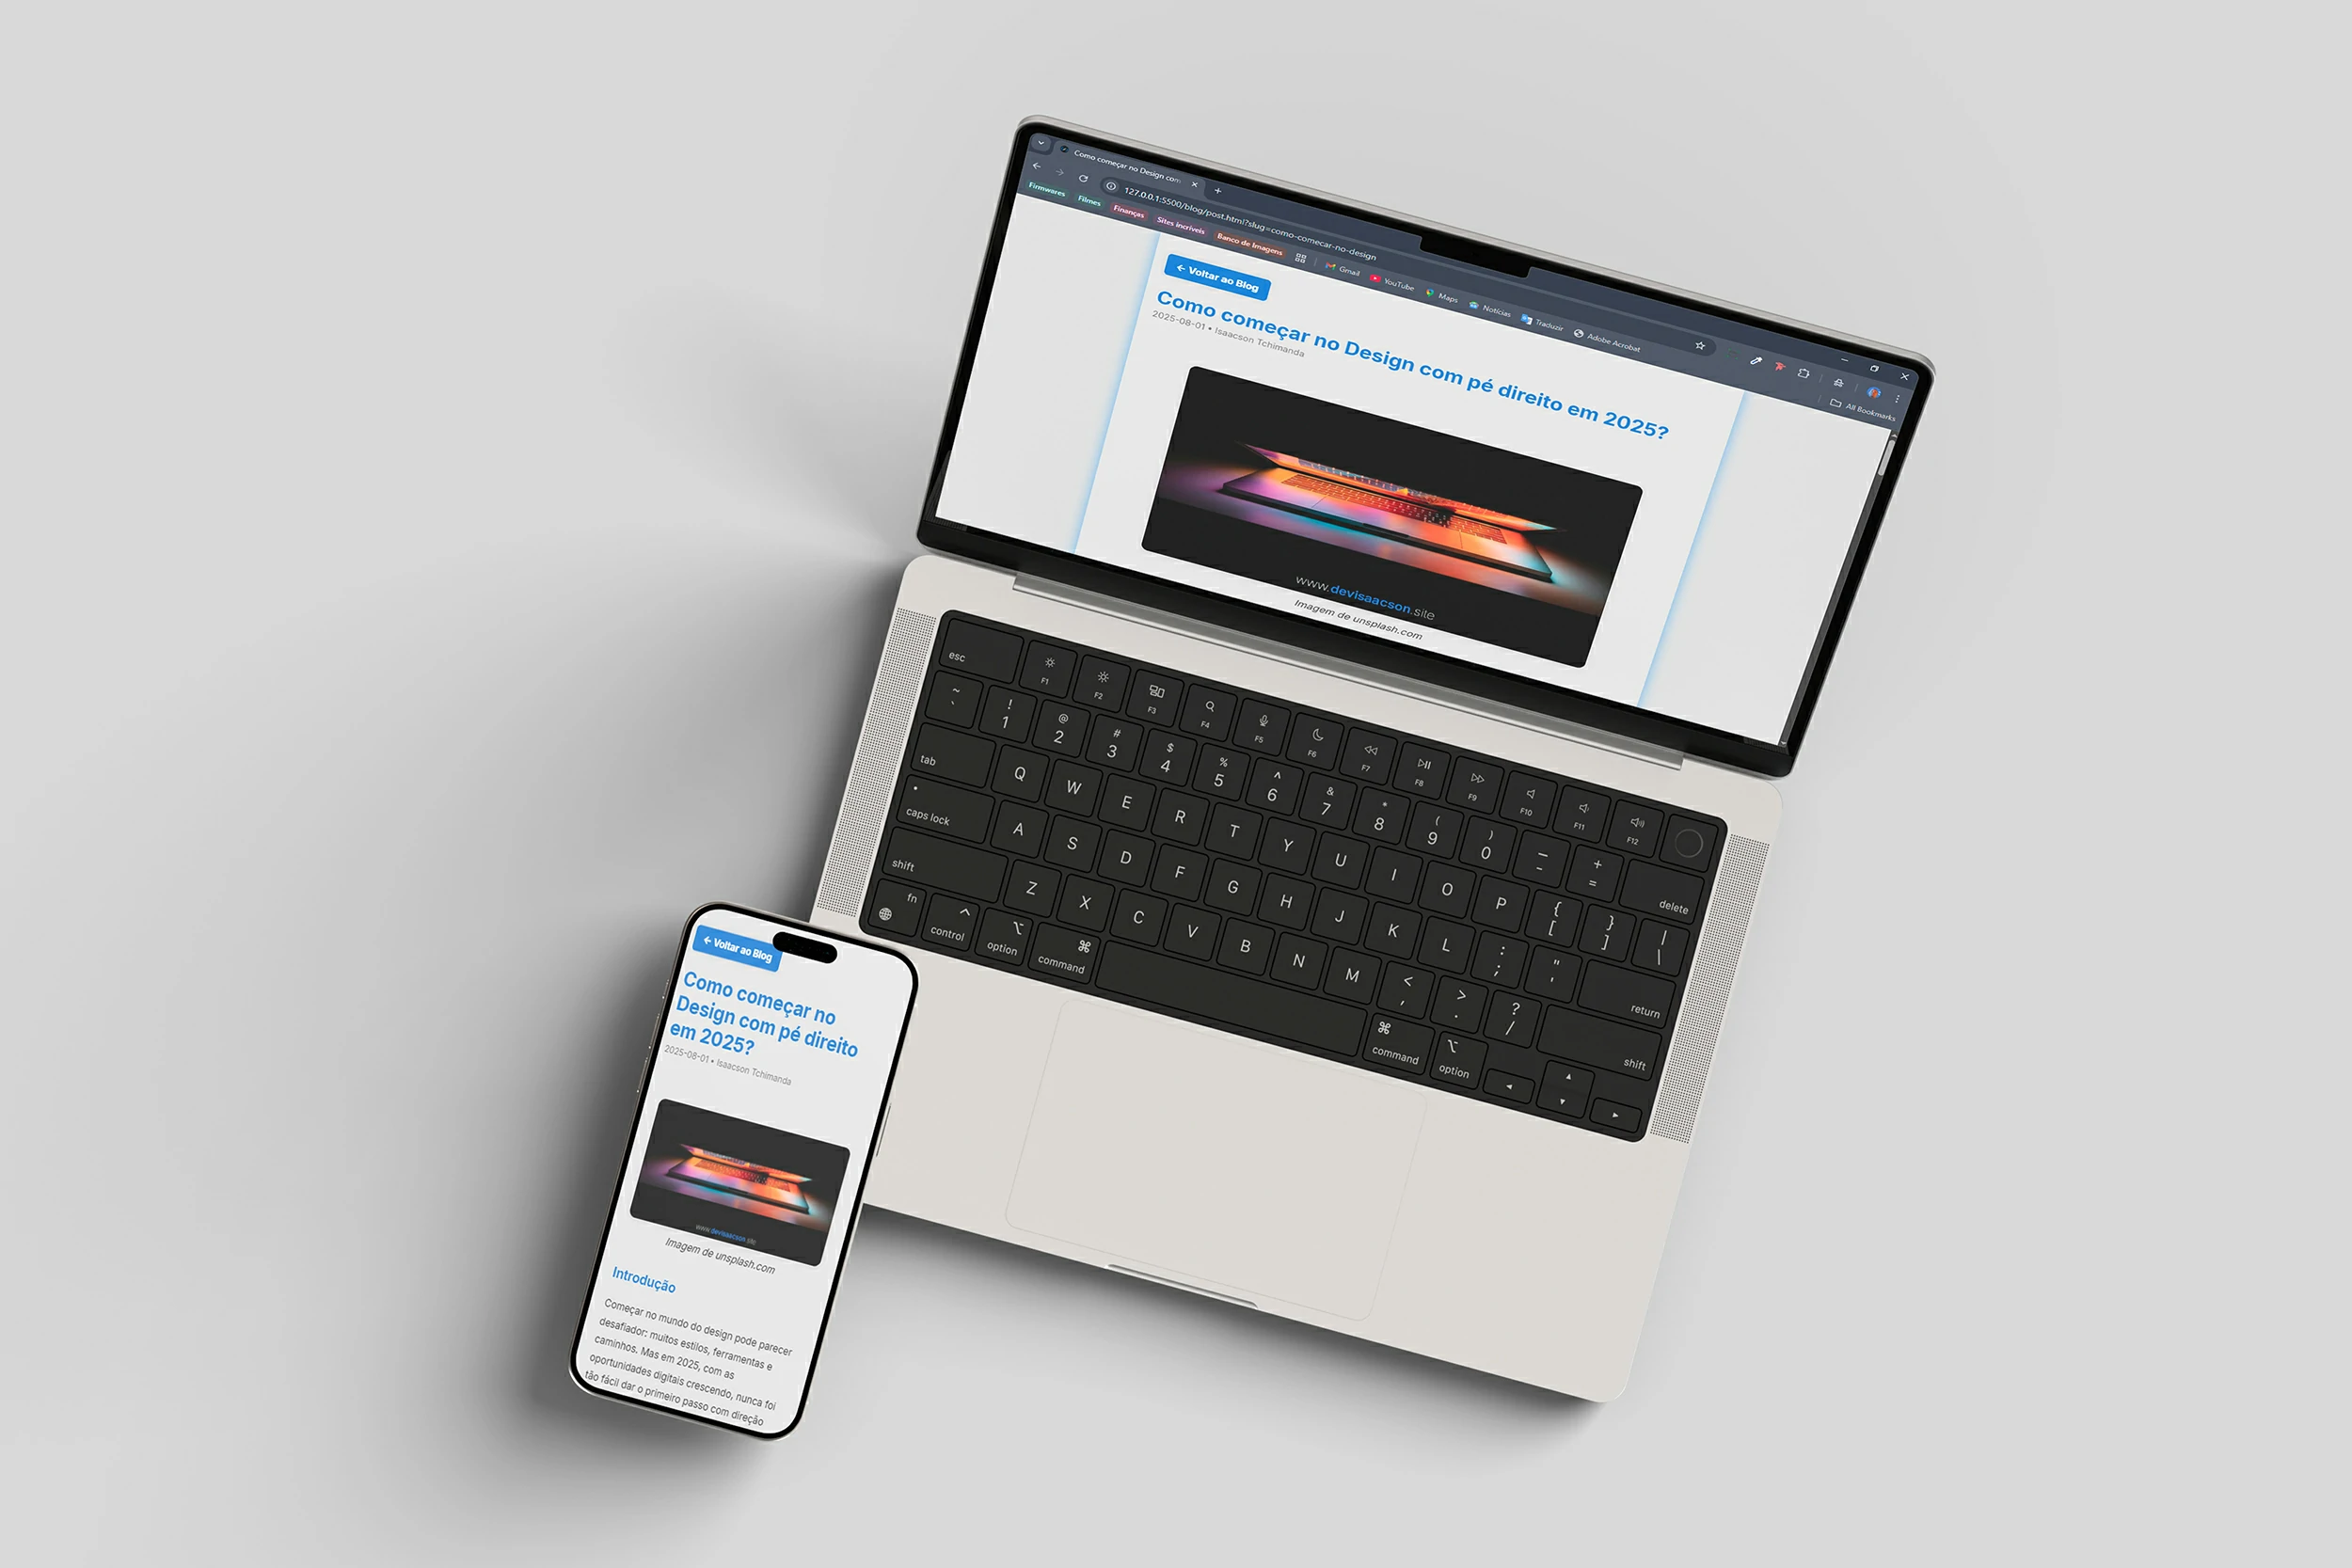 Como começar no Design com
127.0.0.1:5500/blog/post.html?slug=como-comecar-no-design
Firmwares Filmes Finanças Sites incríveis Banco de Imagens Gmail YouTube Maps Notícias Traduzir Adobe Acrobat All Bookmarks
← Voltar ao Blog
Como começar no Design com pé direito em 2025?
2025-08-01 • Isaacson Tchimanda
www.devisaacson.site
Imagem de unsplash.com
esc F1 F2 F3 F4 F5 F6 F7 F8 F9 F10 F11 F12
~ ` ! 1 @ 2 # 3 $ 4 % 5 ^ 6 & 7 * 8 ( 9 ) 0 – - + = delete
tab Q W E R T Y U I O P { [ } ] | \
caps lock A S D F G H J K L : ; " ' return
shift Z X C V B N M < , > . ? / shift
fn control option command command option
← Voltar ao Blog
Como começar no
Design com pé direito
em 2025?
2025-08-01 • Isaacson Tchimanda
www.devisaacson.site
Imagem de unsplash.com
Introdução
Começar no mundo do design pode parecer
desafiador: muitos estilos, ferramentas e
caminhos. Mas em 2025, com as
oportunidades digitais crescendo, nunca foi
tão fácil dar o primeiro passo com direção